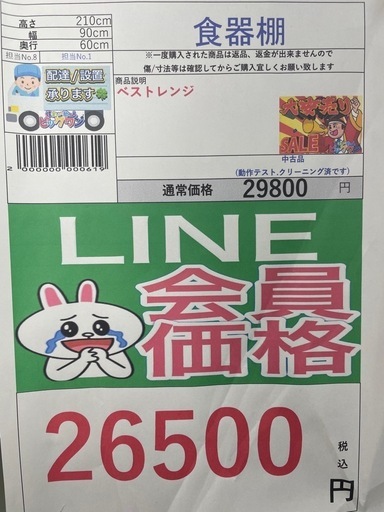 高さ 210cm
幅 90cm
奥行 60cm
担当No.8 担当No.1
食器棚
※一度購入された商品は返品、返金が出来ませんので
傷/寸法等は確認してからご購入宜しくお願い致します
配達/設置
承ります
商品説明
ベストレンジ
SALE
中古品
(動作テスト,クリーニング済です)
2 000000 000619
通常価格 29800 円
LINE
会員
価格
26500 税込 円